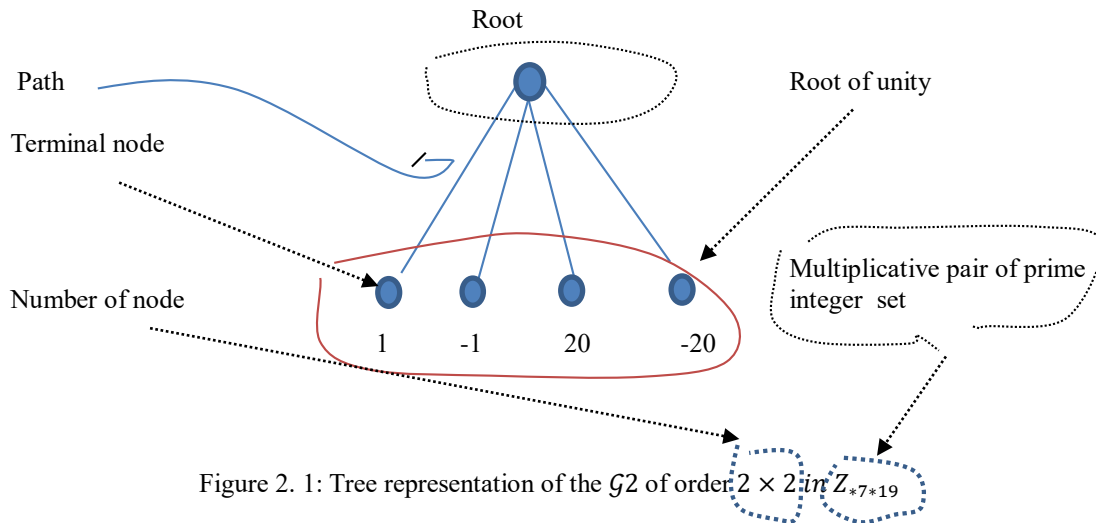 Root
Path
Root of unity
Terminal node
Multiplicative pair of prime
integer set
Number of node
1 -1 20 -20
Figure 2. 1: Tree representation of the 𝒢2 of order 2 × 2 in Z_{*7*19}